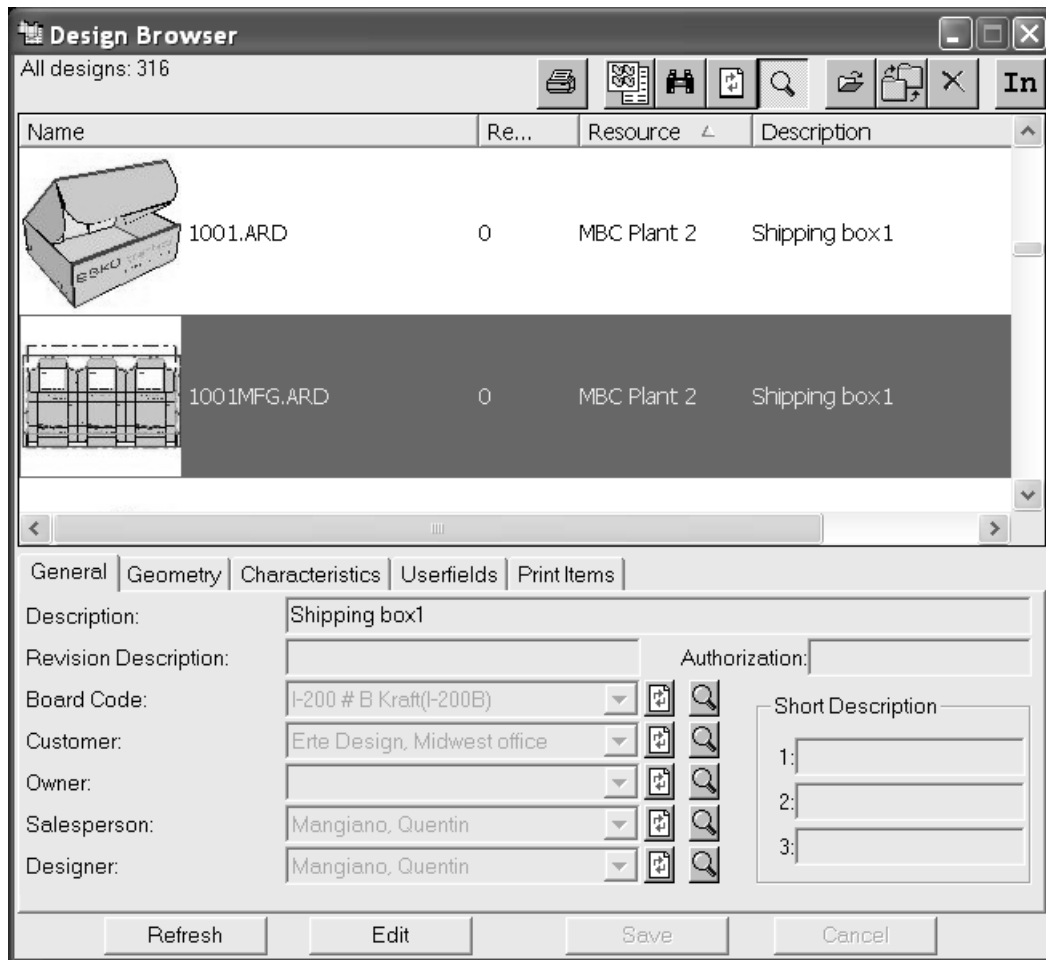 Design Browser
All designs: 316
In
Name Re... Resource Description
1001.ARD 0 MBC Plant 2 Shipping box1
ESKO
1001MFG.ARD 0 MBC Plant 2 Shipping box1
General Geometry Characteristics Userfields Print Items
Description: Shipping box1
Revision Description: Authorization:
Board Code: I-200 # B Kraft(I-200B)
Short Description
Customer: Erte Design, Midwest office
1:
Owner:
2:
Salesperson: Mangiano, Quentin
3:
Designer: Mangiano, Quentin
Refresh Edit Save Cancel